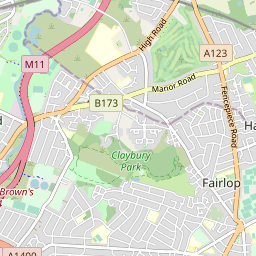 High Road
A123
M11
Manor Road
B173
Fencepiece Road
d
Ha
Claybury
Park
Fairlop
Brown's
A1400